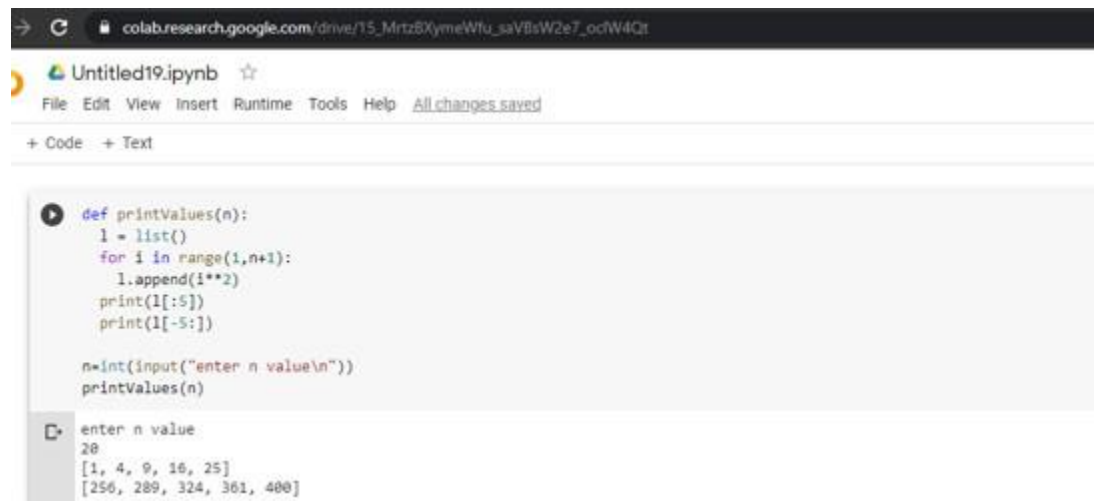 colab.research.google.com/drive/
Untitled19.ipynb
File Edit View Insert Runtime Tools Help All changes saved
+ Code + Text
def printValues(n):
  l = list()
  for i in range(1,n+1):
    l.append(i**2)
  print(l[:5])
  print(l[-5:])
n=int(input("enter n value\n"))
printValues(n)
enter n value
20
[1, 4, 9, 16, 25]
[256, 289, 324, 361, 400]